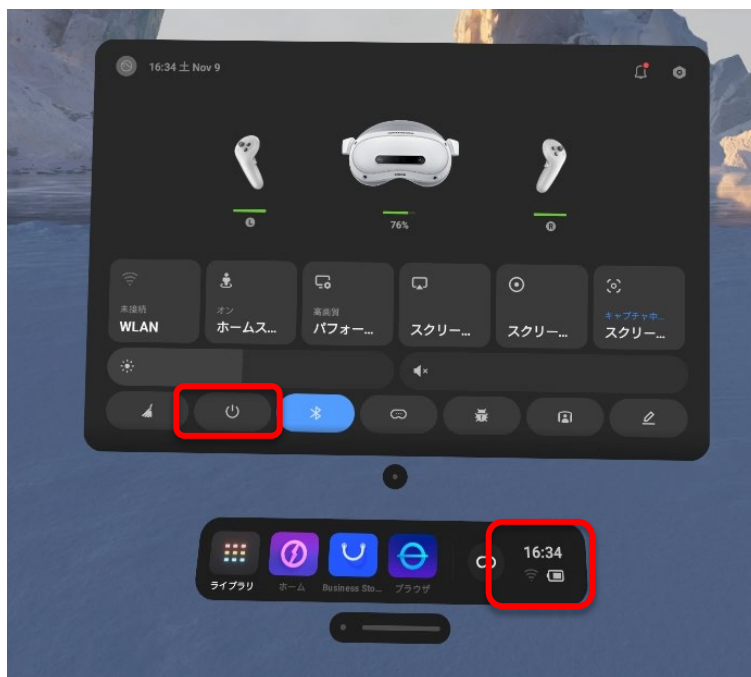 16:34 土 Nov 9
L
76%
R
未接続
WLAN
オン
ホームス...
高画質
パフォー...
スクリー...
スクリー...
キャプチャ中...
スクリー...
16:34
ライブラリ
ホーム
Business Sto...
ブラウザ